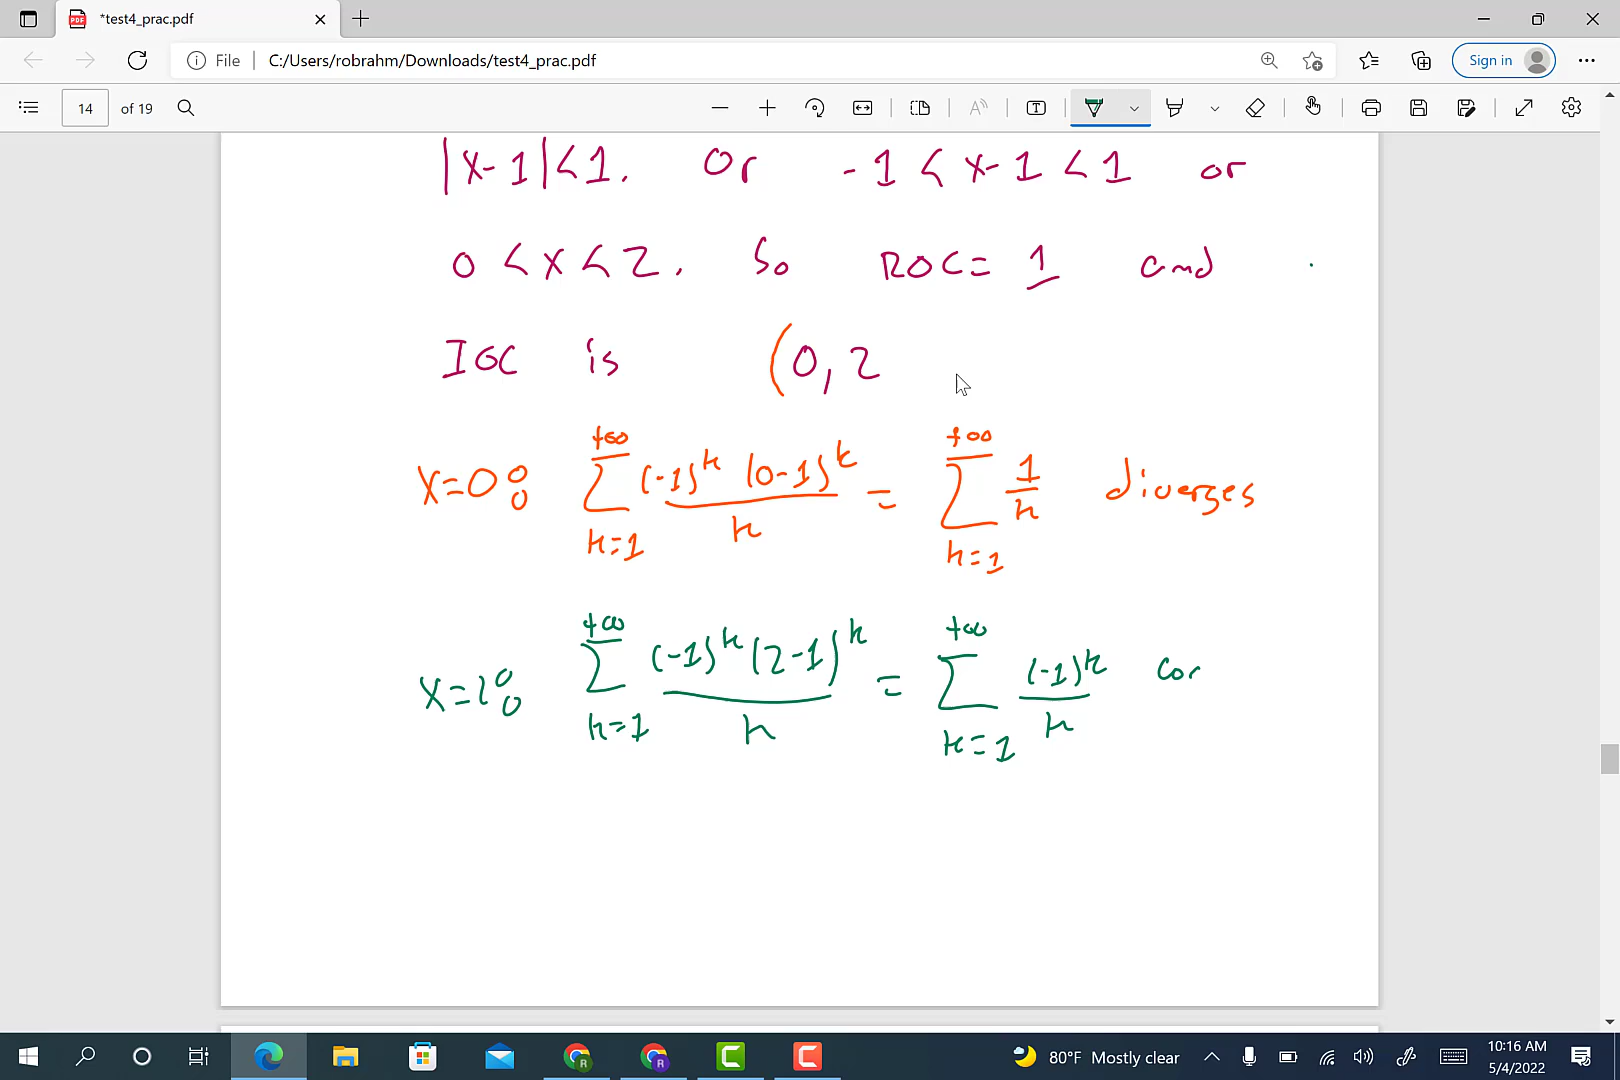 *test4_prac.pdf
File C:/Users/robrahm/Downloads/test4_prac.pdf
Sign in
14 of 19
|x-1|<1. Or -1 < x-1 < 1 or
0 < x < 2. So ROC = 1 and
IOC is (0, 2
x=0: +∞ Σ k=1 (-1)^k (0-1)^k / k = +∞ Σ k=1 1/k diverges
x=2: +∞ Σ k=1 (-1)^k (2-1)^k / k = +∞ Σ k=1 (-1)^k / k cor
80°F Mostly clear
10:16 AM
5/4/2022